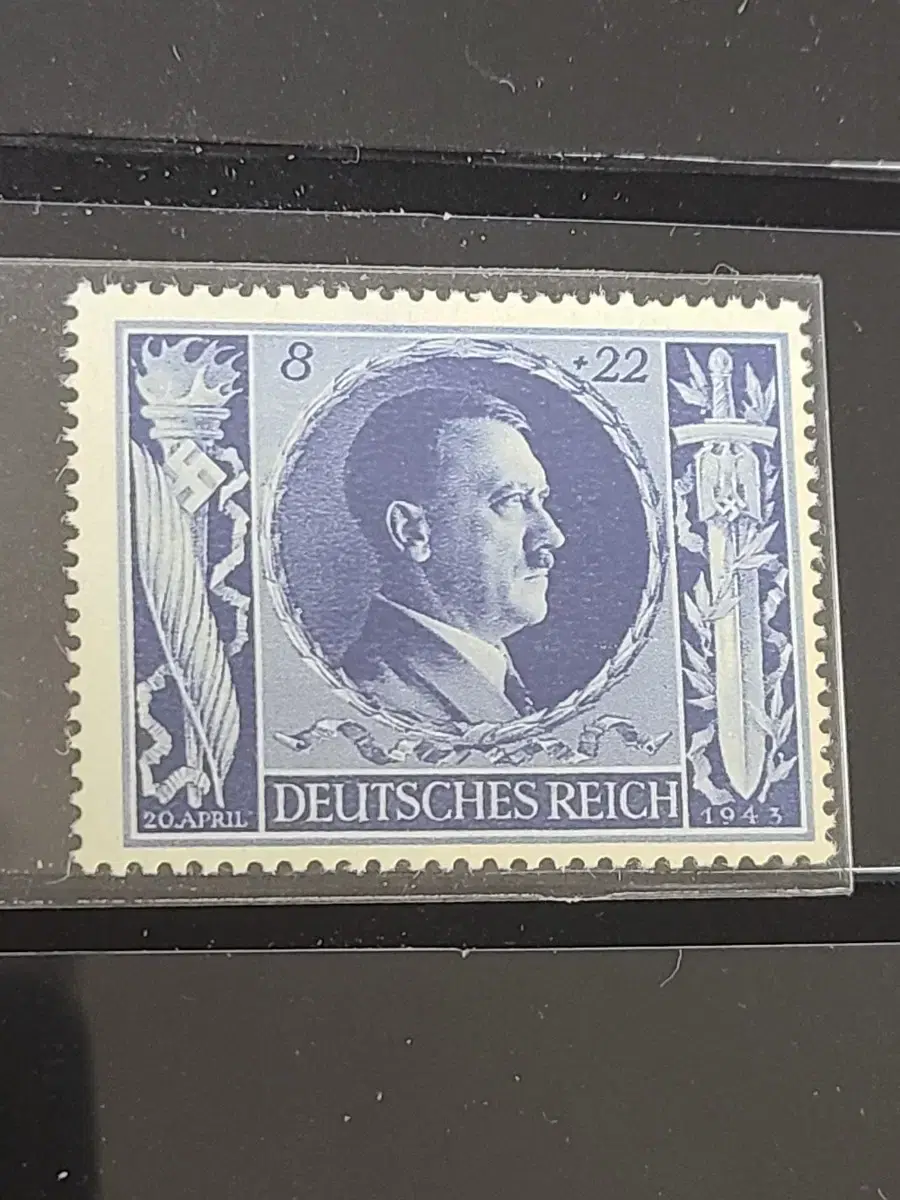 8
+22
DEUTSCHES REICH
20.APRIL
1943